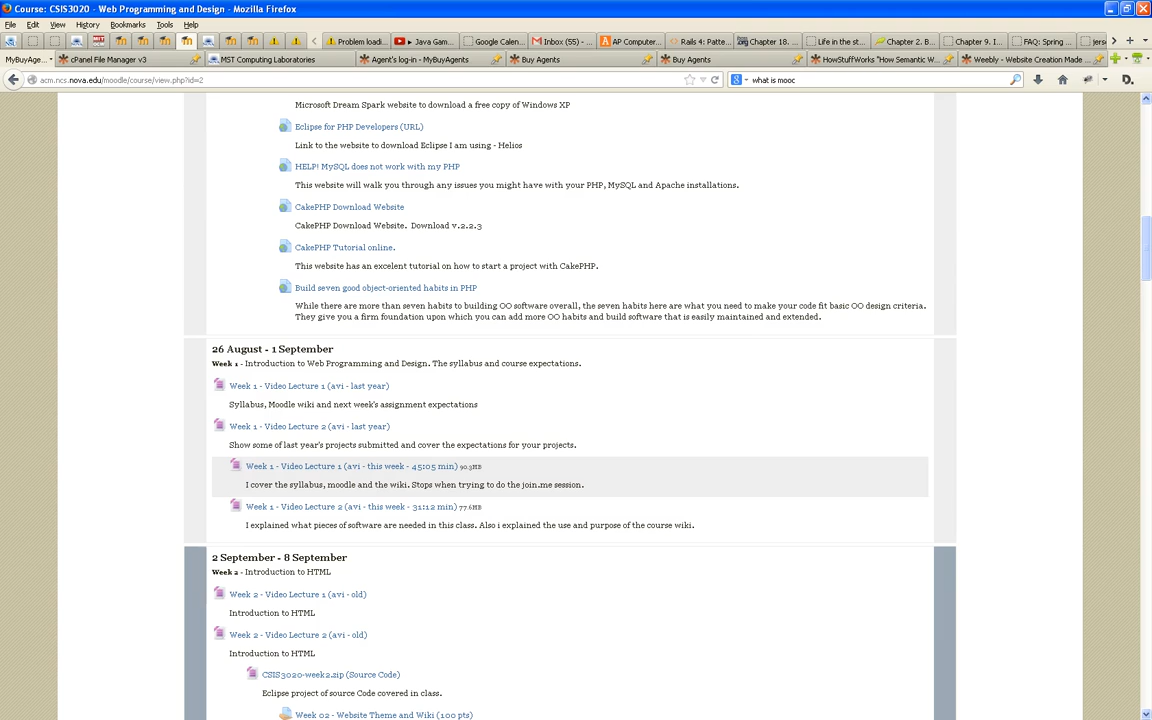 Course: CSIS3020 - Web Programming and Design - Mozilla Firefox
File Edit View History Bookmarks Tools Help
Problem loadi... Java Gam... Google Calen... Inbox (55) - ... AP Computer... Rails 4: Patte... Chapter 18. ... Life in the st... Chapter 2. B... Chapter 9. I... FAQ: Spring ... jers
MyBuyAge... cPanel File Manager v3 MST Computing Laboratories Agent's log-in - MyBuyAgents Buy Agents Buy Agents HowStuffWorks "How Semantic W... Weebly - Website Creation Made ...
acm.ncs.nova.edu/moodle/course/view.php?id=2 what is mooc
Microsoft Dream Spark website to download a free copy of Windows XP
Eclipse for PHP Developers (URL)
Link to the website to download Eclipse I am using - Helios
HELP! MySQL does not work with my PHP
This website will walk you through any issues you might have with your PHP, MySQL and Apache installations.
CakePHP Download Website
CakePHP Download Website. Download v.2.2.3
CakePHP Tutorial online.
This website has an excelent tutorial on how to start a project with CakePHP.
Build seven good object-oriented habits in PHP
While there are more than seven habits to building OO software overall, the seven habits here are what you need to make your code fit basic OO design criteria.
They give you a firm foundation upon which you can add more OO habits and build software that is easily maintained and extended.
26 August - 1 September
Week 1 - Introduction to Web Programming and Design. The syllabus and course expectations.
Week 1 - Video Lecture 1 (avi - last year)
Syllabus, Moodle wiki and next week's assignment expectations
Week 1 - Video Lecture 2 (avi - last year)
Show some of last year's projects submitted and cover the expectations for your projects.
Week 1 - Video Lecture 1 (avi - this week - 45:05 min) 90.3MB
I cover the syllabus, moodle and the wiki. Stops when trying to do the join.me session.
Week 1 - Video Lecture 2 (avi - this week - 31:12 min) 77.6MB
I explained what pieces of software are needed in this class. Also i explained the use and purpose of the course wiki.
2 September - 8 September
Week 2 - Introduction to HTML
Week 2 - Video Lecture 1 (avi - old)
Introduction to HTML
Week 2 - Video Lecture 2 (avi - old)
Introduction to HTML
CSIS3020-week2.zip (Source Code)
Eclipse project of source Code covered in class.
Week 02 - Website Theme and Wiki (100 pts)